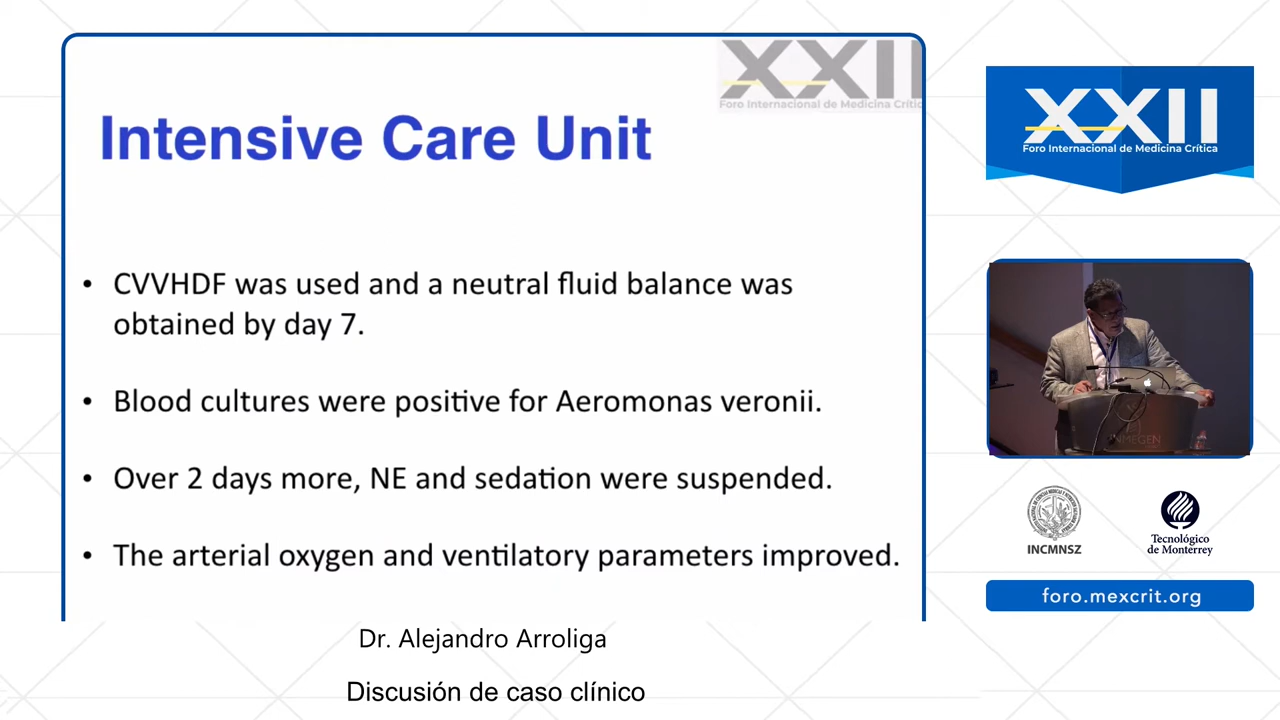 XXII
Foro Internacional de Medicina Crític
Intensive Care Unit
• CVVHDF was used and a neutral fluid balance was
obtained by day 7.
• Blood cultures were positive for Aeromonas veronii.
• Over 2 days more, NE and sedation were suspended.
• The arterial oxygen and ventilatory parameters improved.
Dr. Alejandro Arroliga
Discusión de caso clínico
XXII
Foro Internacional de Medicina Crítica
INMEGEN
INCMNSZ
Tecnológico
de Monterrey
foro.mexcrit.org